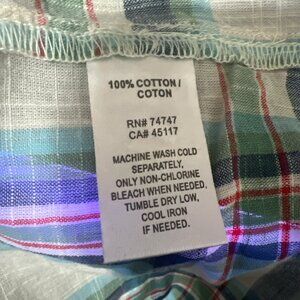 100% COTTON /
COTON
RN# 74747
CA# 45117
MACHINE WASH COLD
SEPARATELY,
ONLY NON-CHLORINE
BLEACH WHEN NEEDED,
TUMBLE DRY LOW,
COOL IRON
IF NEEDED.